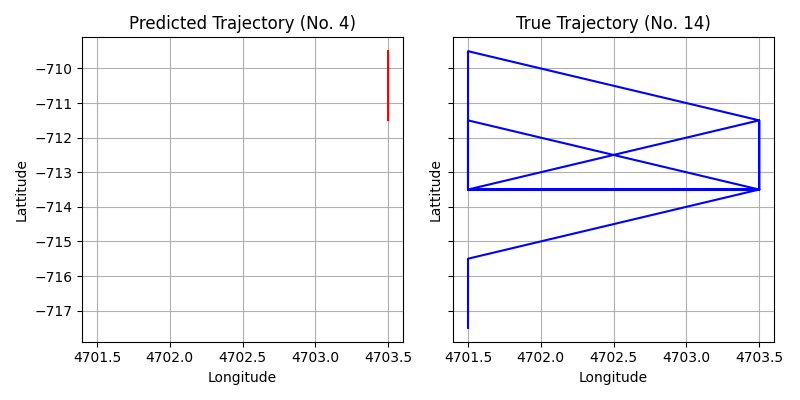 Predicted Trajectory (No. 4)
True Trajectory (No. 14)
−710
−711
−712
−713
−714
−715
−716
−717
Lattitude
Lattitude
4701.5 4702.0 4702.5 4703.0 4703.5
4701.5 4702.0 4702.5 4703.0 4703.5
Longitude
Longitude